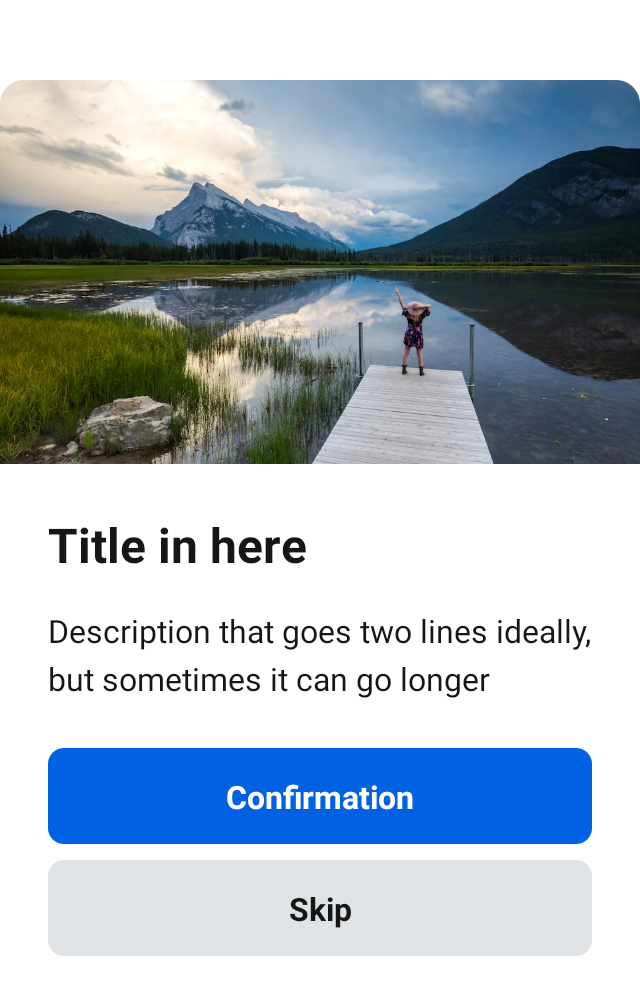 Title in here
Description that goes two lines ideally,
but sometimes it can go longer
Confirmation
Skip